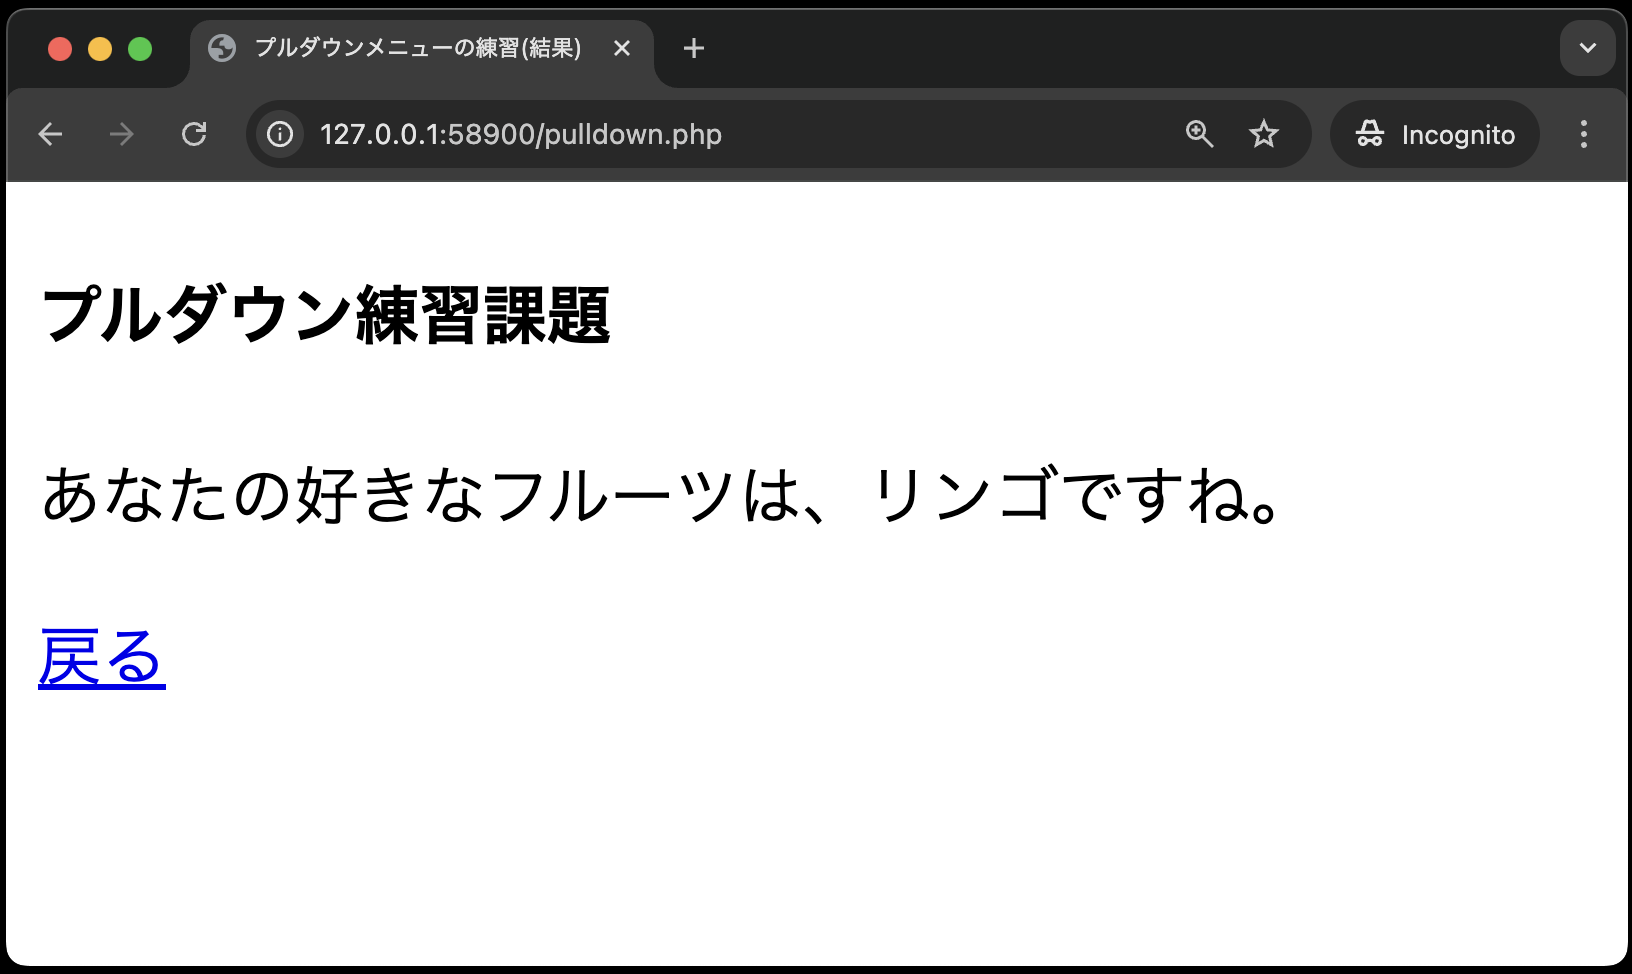 プルダウンメニューの練習(結果)
127.0.0.1:58900/pulldown.php
Incognito
プルダウン練習課題
あなたの好きなフルーツは、リンゴですね。
戻る